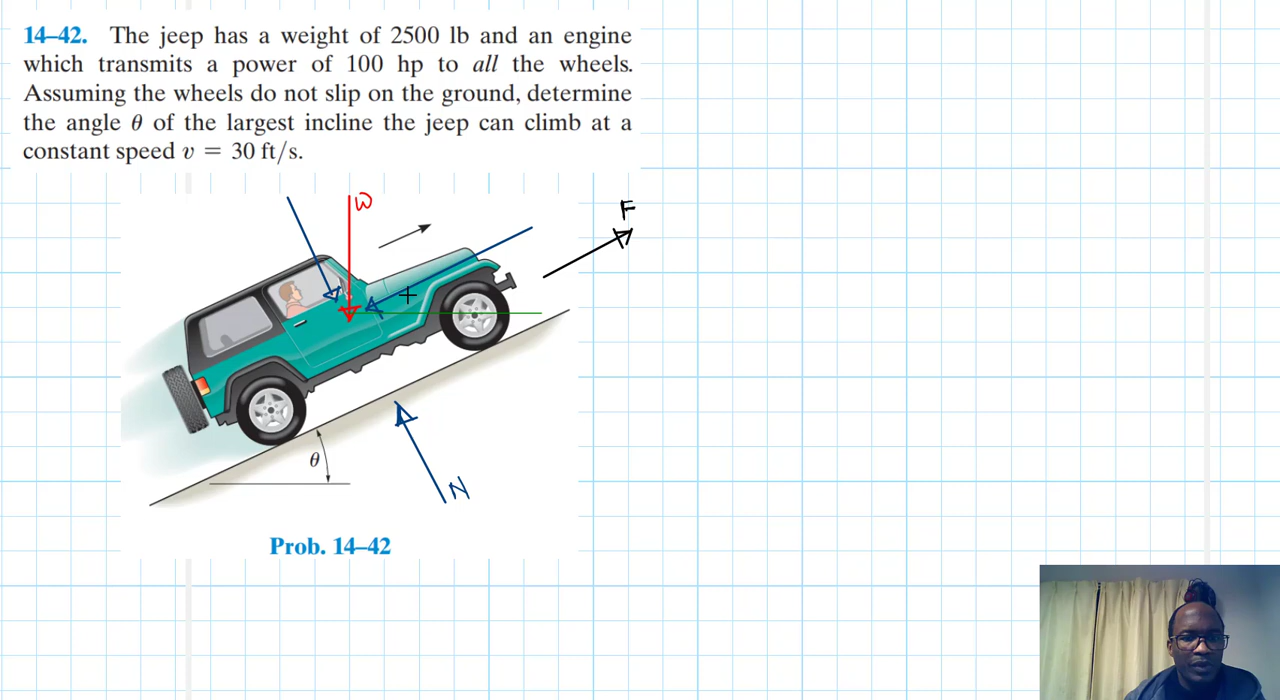 14–42. The jeep has a weight of 2500 lb and an engine
which transmits a power of 100 hp to all the wheels.
Assuming the wheels do not slip on the ground, determine
the angle θ of the largest incline the jeep can climb at a
constant speed v = 30 ft/s.
W
F
θ
N
Prob. 14–42